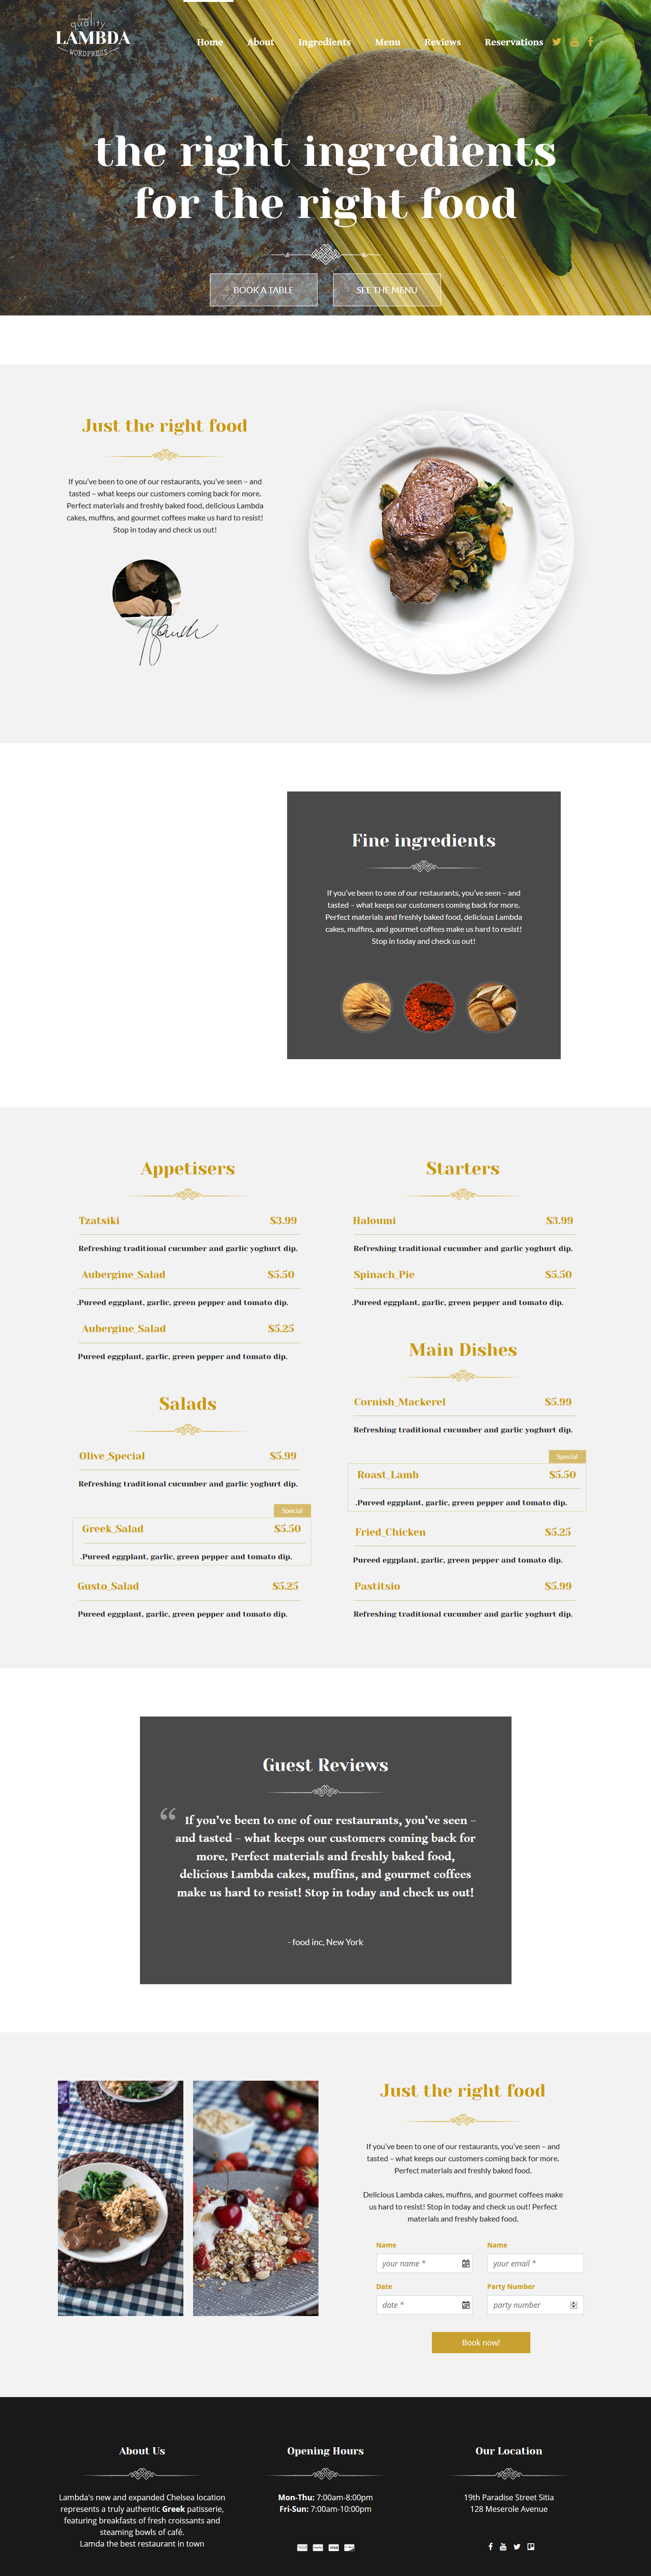 quality
LAMBDA
WORDPRESS
Home About Ingredients Menu Reviews Reservations
the right ingredients
for the right food
BOOK A TABLE SEE THE MENU
Just the right food
If you've been to one of our restaurants, you've seen – and
tasted – what keeps our customers coming back for more.
Perfect materials and freshly baked food, delicious Lambda
cakes, muffins, and gourmet coffees make us hard to resist!
Stop in today and check us out!
Fine ingredients
If you've been to one of our restaurants, you've seen – and
tasted – what keeps our customers coming back for more.
Perfect materials and freshly baked food, delicious Lambda
cakes, muffins, and gourmet coffees make us hard to resist!
Stop in today and check us out!
Appetisers
Tzatsiki $3.99
Refreshing traditional cucumber and garlic yoghurt dip.
Aubergine_Salad $5.50
.Pureed eggplant, garlic, green pepper and tomato dip.
Aubergine_Salad $5.25
Pureed eggplant, garlic, green pepper and tomato dip.
Salads
Olive_Special $5.99
Refreshing traditional cucumber and garlic yoghurt dip.
Special
Greek_Salad $5.50
.Pureed eggplant, garlic, green pepper and tomato dip.
Gusto_Salad $5.25
Pureed eggplant, garlic, green pepper and tomato dip.
Starters
Haloumi $3.99
Refreshing traditional cucumber and garlic yoghurt dip.
Spinach_Pie $5.50
.Pureed eggplant, garlic, green pepper and tomato dip.
Main Dishes
Cornish_Mackerel $5.99
Refreshing traditional cucumber and garlic yoghurt dip.
Special
Roast_Lamb $5.50
.Pureed eggplant, garlic, green pepper and tomato dip.
Fried_Chicken $5.25
Pureed eggplant, garlic, green pepper and tomato dip.
Pastitsio $5.99
Refreshing traditional cucumber and garlic yoghurt dip.
Guest Reviews
“ If you've been to one of our restaurants, you've seen –
and tasted – what keeps our customers coming back for
more. Perfect materials and freshly baked food,
delicious Lambda cakes, muffins, and gourmet coffees
make us hard to resist! Stop in today and check us out!
- food inc, New York
Just the right food
If you've been to one of our restaurants, you've seen – and
tasted – what keeps our customers coming back for more.
Perfect materials and freshly baked food.
Delicious Lambda cakes, muffins, and gourmet coffees make
us hard to resist! Stop in today and check us out! Perfect
materials and freshly baked food.
Name Name
your name * your email *
Date Party Number
date * party number
Book now!
About Us
Lambda's new and expanded Chelsea location
represents a truly authentic Greek patisserie,
featuring breakfasts of fresh croissants and
steaming bowls of café.
Lamda the best restaurant in town
Opening Hours
Mon-Thu: 7:00am-8:00pm
Fri-Sun: 7:00am-10:00pm
Our Location
19th Paradise Street Sitia
128 Meserole Avenue